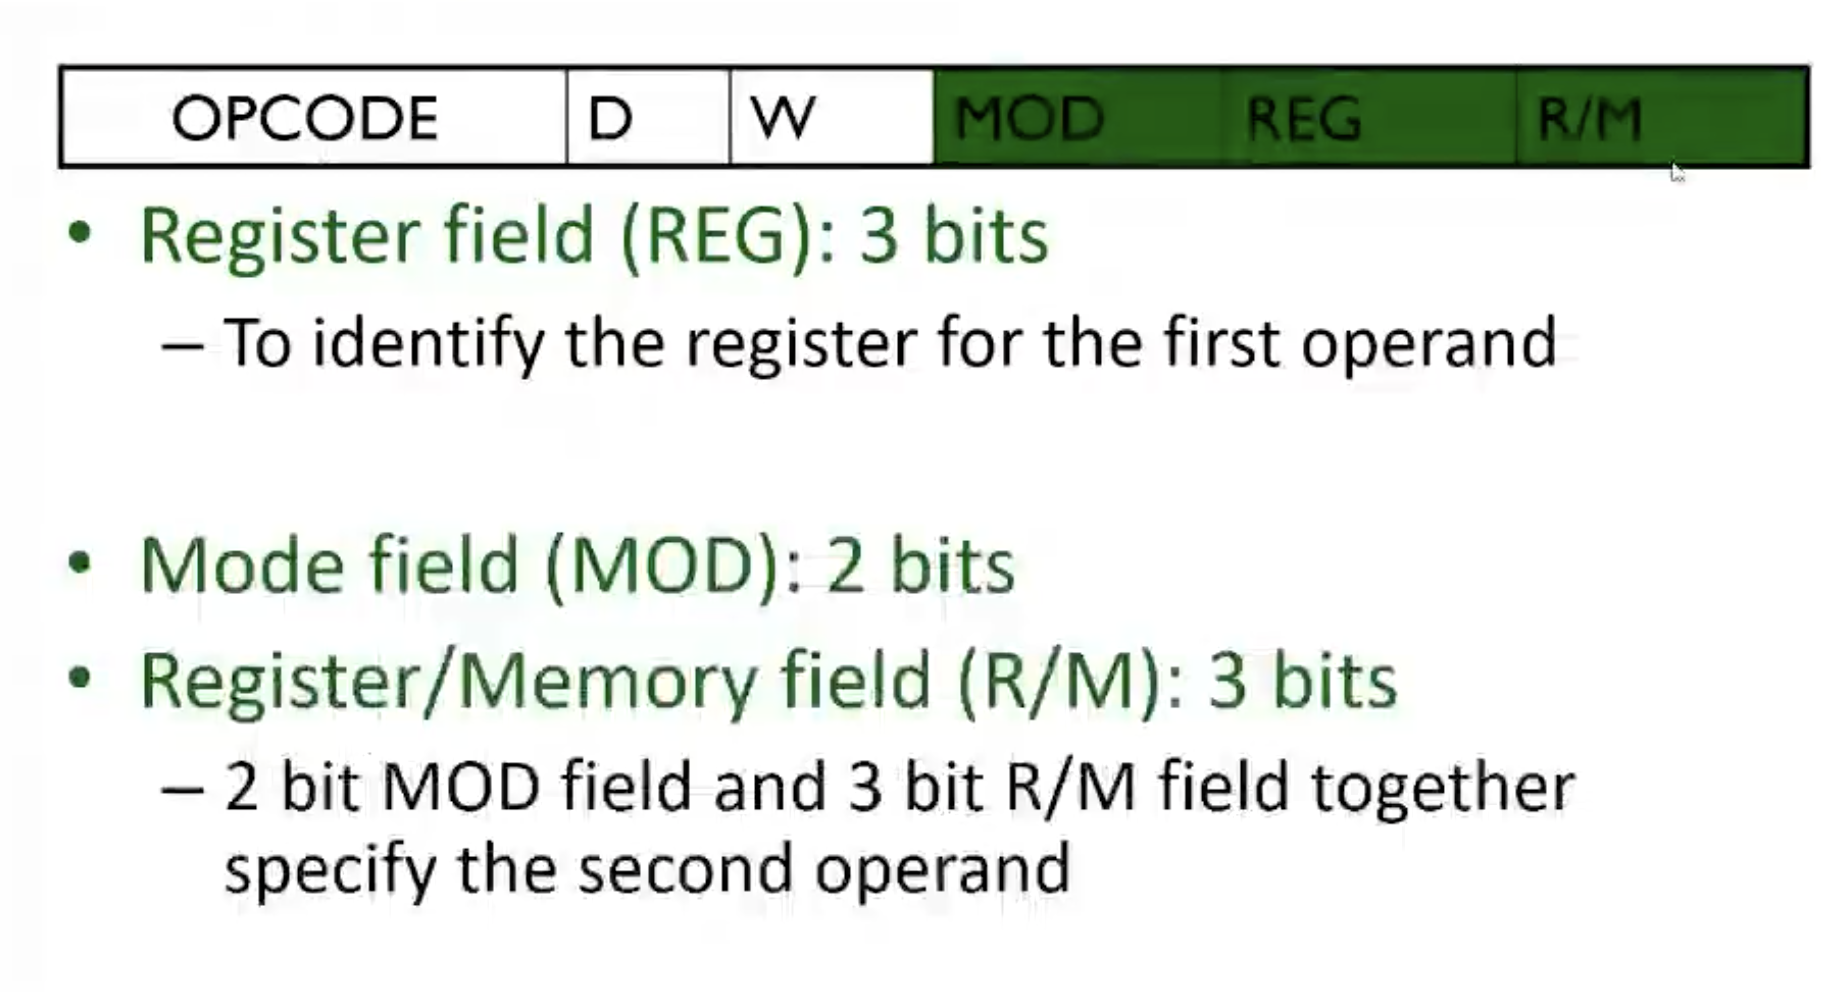 OPCODE D W MOD REG R/M
• Register field (REG): 3 bits
– To identify the register for the first operand
• Mode field (MOD): 2 bits
• Register/Memory field (R/M): 3 bits
– 2 bit MOD field and 3 bit R/M field together
specify the second operand